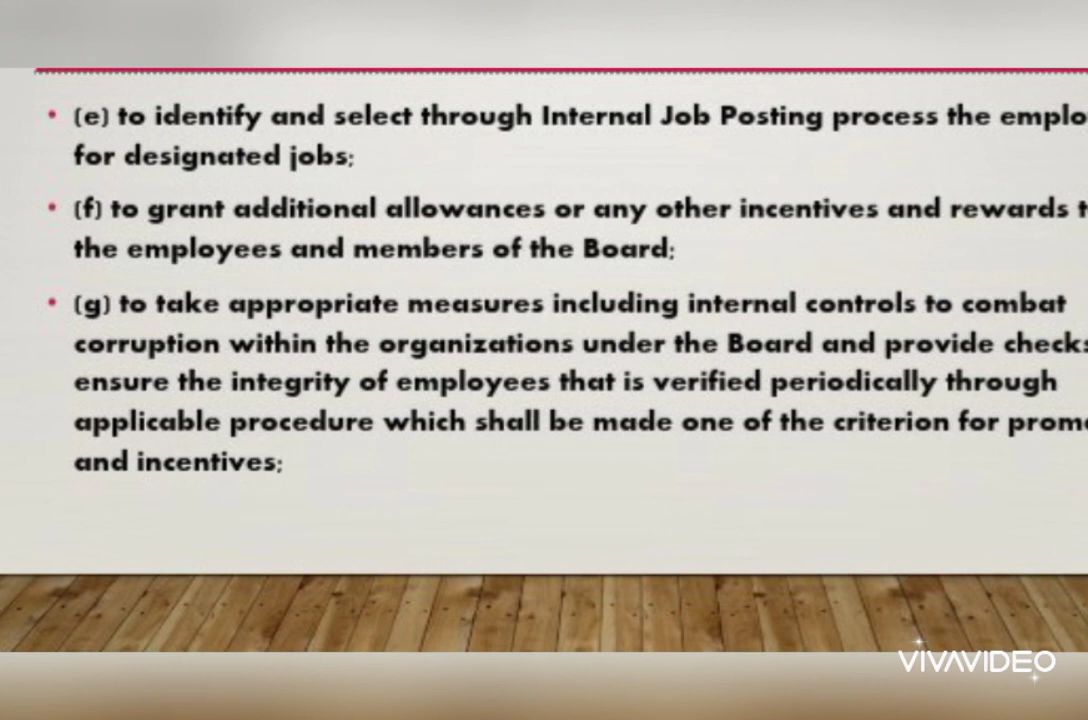 • (e) to identify and select through Internal Job Posting process the
for designated jobs;
• (f) to grant additional allowances or any other incentives and rewards
the employees and members of the Board;
• (g) to take appropriate measures including internal controls to combat
corruption within the organizations under the Board and provide checks
ensure the integrity of employees that is verified periodically through
applicable procedure which shall be made one of the criterion for
and incentives;
VIVAVIDEO